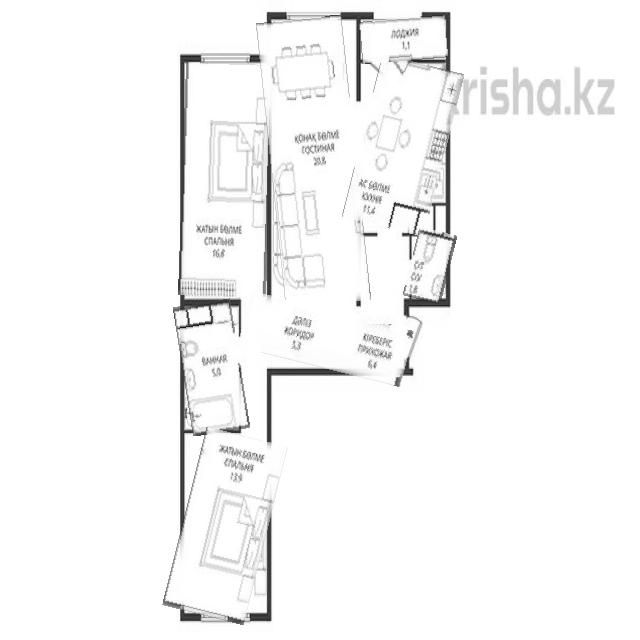 ЛОДЖИЯ
1,1
krisha.kz
ҚОНАҚ БӨЛМЕ
ГОСТИНАЯ
20,8
АС БӨЛМЕ
КУХНЯ
11,4
ЖАТЫН БӨЛМЕ
СПАЛЬНЯ
16,8
С/Т
С/У
1,8
ДӘЛІЗ
КОРИДОР
5,3
КІРЕБЕРІС
ПРИХОЖАЯ
6,4
ВАННАЯ
5,0
ЖАТЫН БӨЛМЕ
СПАЛЬНЯ
13,9